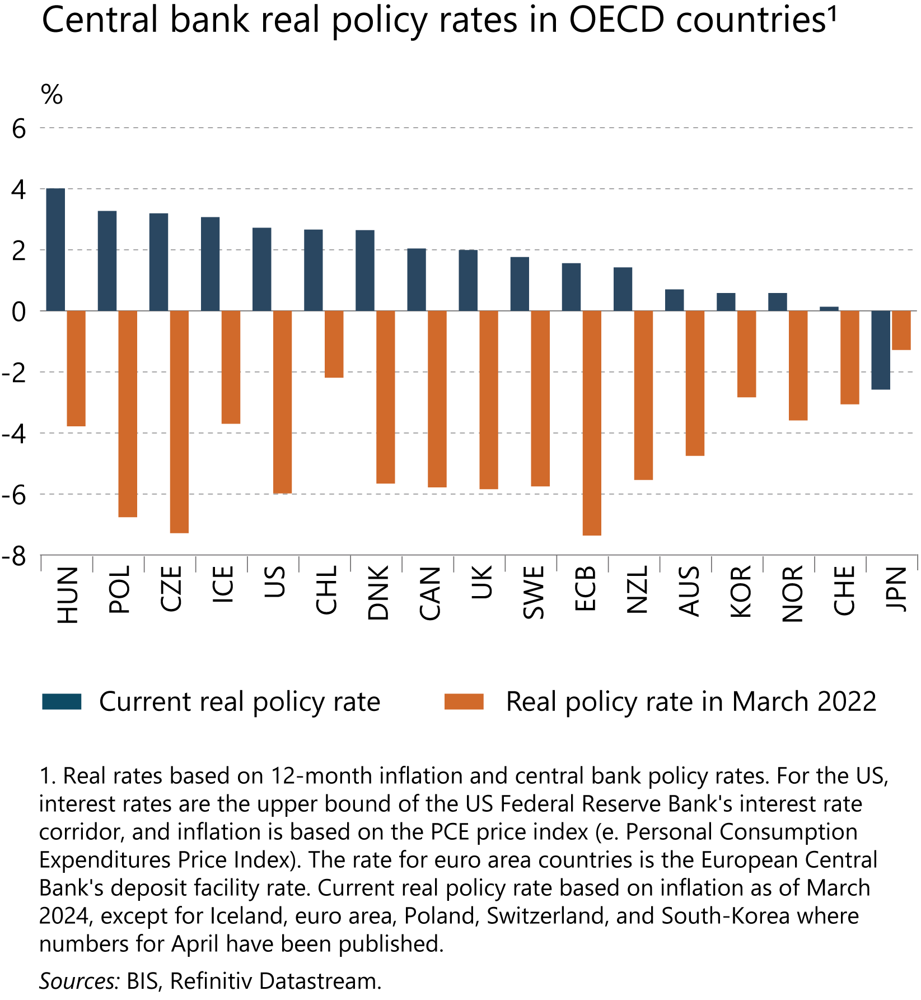 Central bank real policy rates in OECD countries¹
%
6
4
2
0
-2
-4
-6
-8
HUN
POL
CZE
ICE
US
CHL
DNK
CAN
UK
SWE
ECB
NZL
AUS
KOR
NOR
CHE
JPN
Current real policy rate
Real policy rate in March 2022
1. Real rates based on 12-month inflation and central bank policy rates. For the US,
interest rates are the upper bound of the US Federal Reserve Bank's interest rate
corridor, and inflation is based on the PCE price index (e. Personal Consumption
Expenditures Price Index). The rate for euro area countries is the European Central
Bank's deposit facility rate. Current real policy rate based on inflation as of March
2024, except for Iceland, euro area, Poland, Switzerland, and South-Korea where
numbers for April have been published.
Sources: BIS, Refinitiv Datastream.